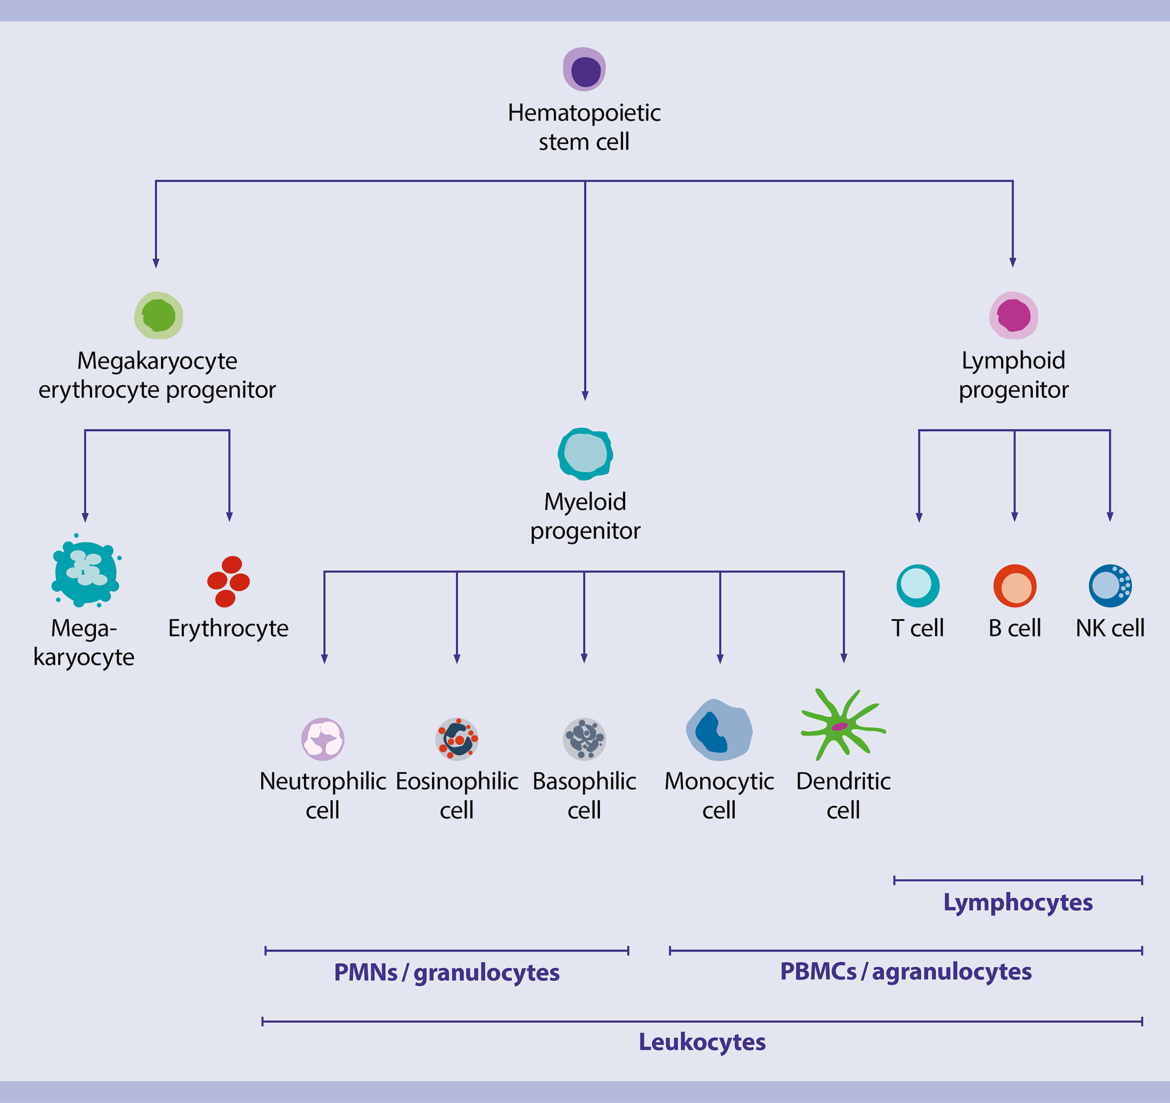 Hematopoietic
stem cell
Megakaryocyte
erythrocyte progenitor
Lymphoid
progenitor
Myeloid
progenitor
Mega-
karyocyte
Erythrocyte
T cell
B cell
NK cell
Neutrophilic
cell
Eosinophilic
cell
Basophilic
cell
Monocytic
cell
Dendritic
cell
Lymphocytes
PMNs / granulocytes
PBMCs / agranulocytes
Leukocytes